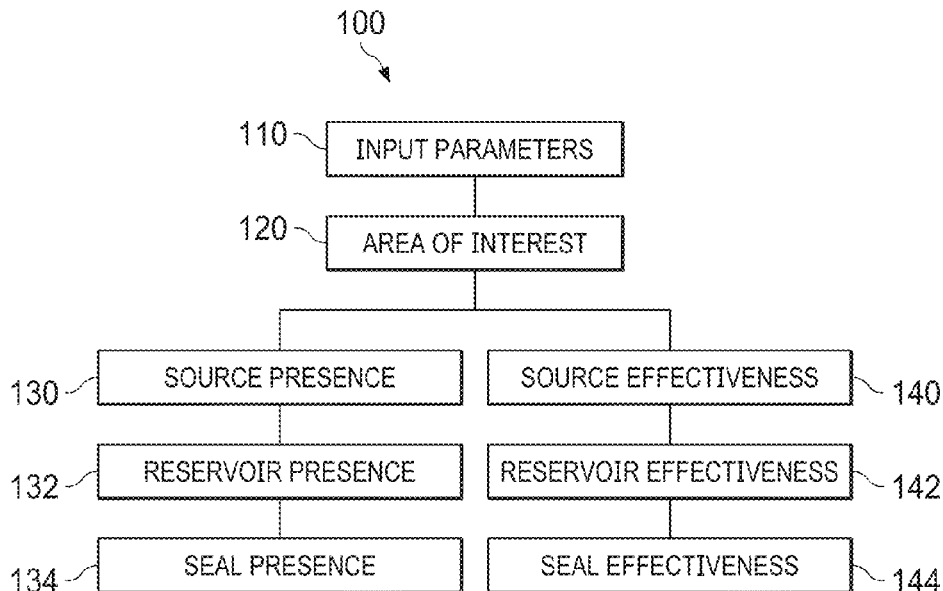 100
110 INPUT PARAMETERS
120 AREA OF INTEREST
130 SOURCE PRESENCE SOURCE EFFECTIVENESS 140
132 RESERVOIR PRESENCE RESERVOIR EFFECTIVENESS 142
134 SEAL PRESENCE SEAL EFFECTIVENESS 144